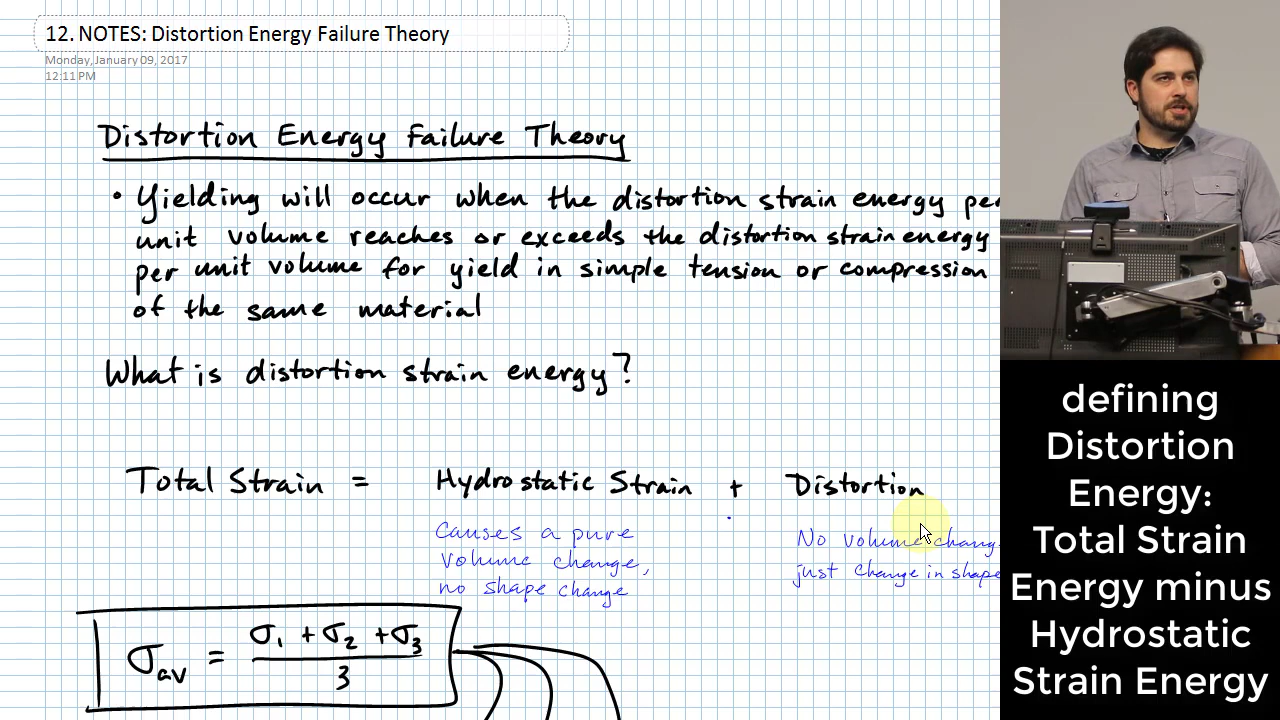 12. NOTES: Distortion Energy Failure Theory
Monday, January 09, 2017
12:11 PM
Distortion Energy Failure Theory
• Yielding will occur when the distortion strain energy per
unit volume reaches or exceeds the distortion strain energy
per unit volume for yield in simple tension or compression
of the same material
What is distortion strain energy?
Total Strain = Hydrostatic Strain + Distortion
Causes a pure
volume change,
no shape change
No volume chang
just change in shape
σav = σ1 + σ2 + σ3 / 3
defining
Distortion
Energy:
Total Strain
Energy minus
Hydrostatic
Strain Energy